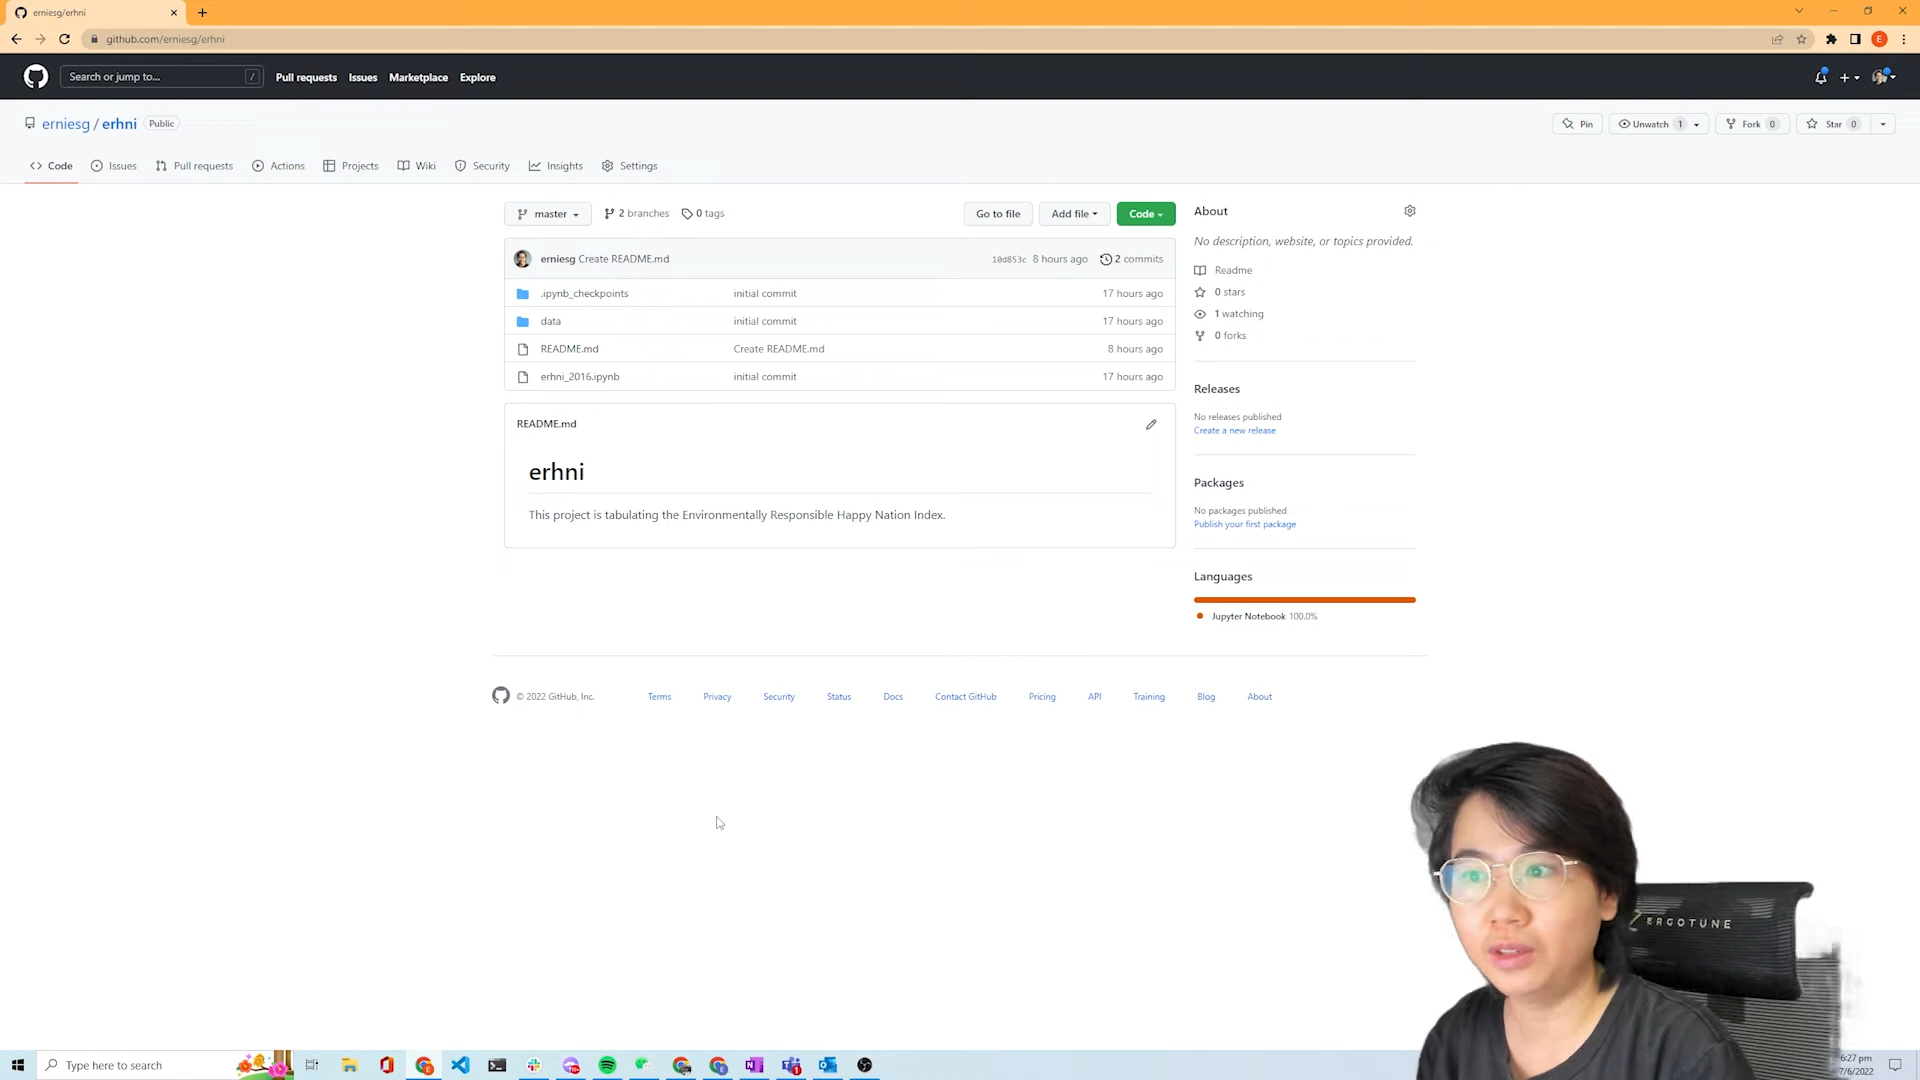 erniesg/erhni
github.com/erniesg/erhni
E
Search or jump to... /
Pull requests Issues Marketplace Explore
erniesg / erhni Public
Pin Unwatch 1 Fork 0 Star 0
Code Issues Pull requests Actions Projects Wiki Security Insights Settings
master 2 branches 0 tags Go to file Add file Code
erniesg Create README.md 10d853c 8 hours ago 2 commits
.ipynb_checkpoints initial commit 17 hours ago
data initial commit 17 hours ago
README.md Create README.md 8 hours ago
erhni_2016.ipynb initial commit 17 hours ago
README.md
erhni
This project is tabulating the Environmentally Responsible Happy Nation Index.
About
No description, website, or topics provided.
Readme
0 stars
1 watching
0 forks
Releases
No releases published
Create a new release
Packages
No packages published
Publish your first package
Languages
Jupyter Notebook 100.0%
© 2022 GitHub, Inc. Terms Privacy Security Status Docs Contact GitHub Pricing API Training Blog About
ERGOTUNE
Type here to search
6:27 pm
7/6/2022